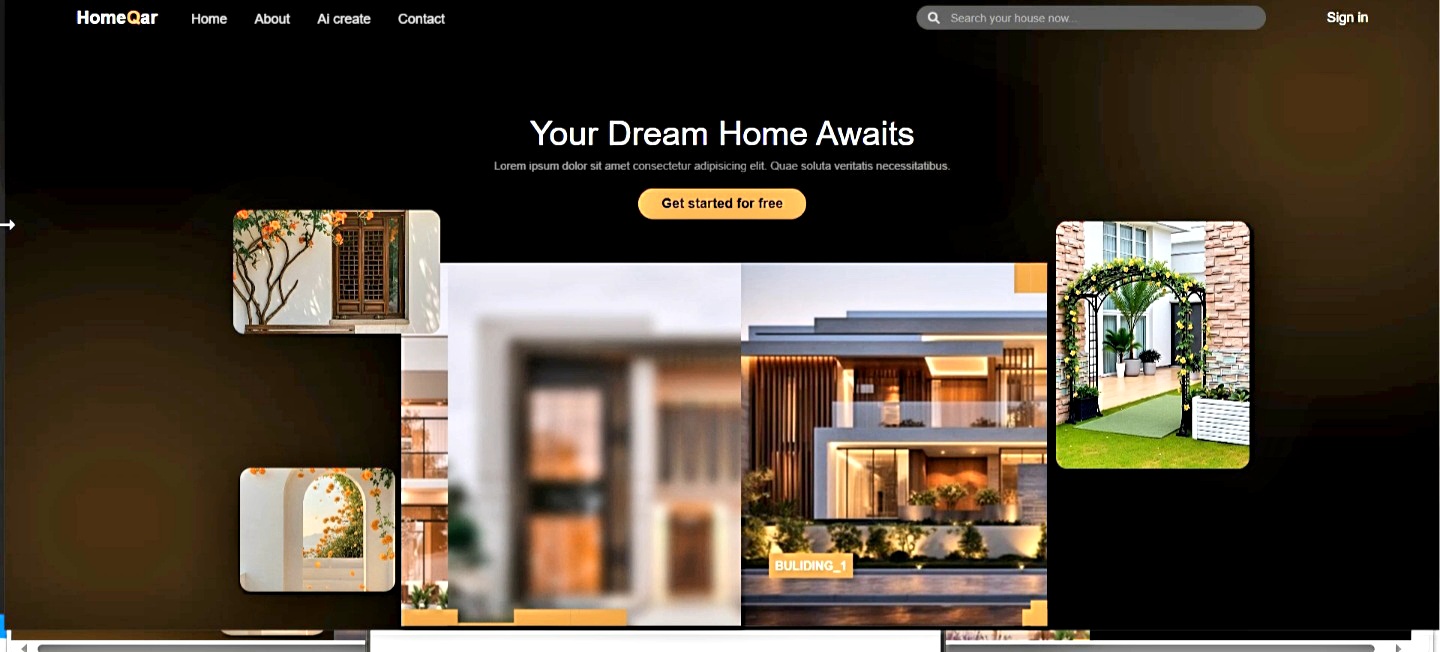 HomeQar
Home
About
Ai create
Contact
Search your house now...
Sign in
Your Dream Home Awaits
Lorem ipsum dolor sit amet consectetur adipisicing elit. Quae soluta veritatis necessitatibus.
Get started for free
BULIDING_1